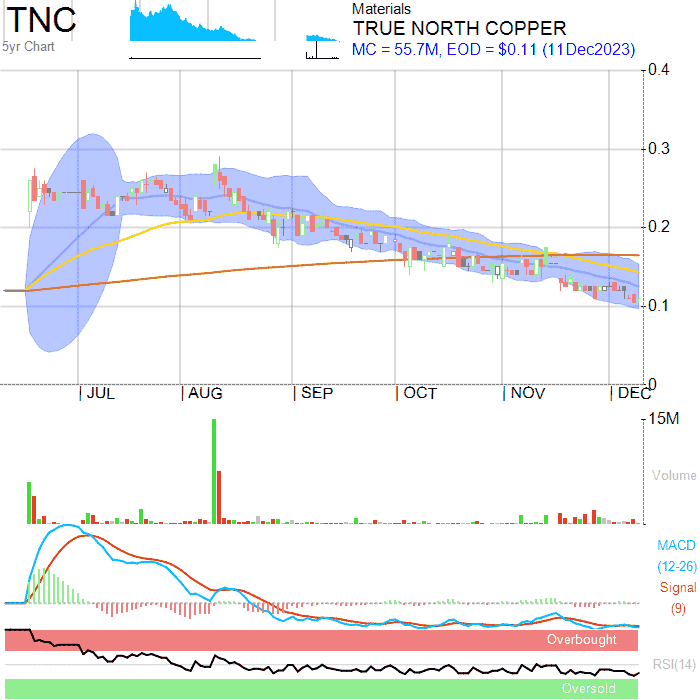 TNC
5yr Chart
Materials
TRUE NORTH COPPER
MC = 55.7M, EOD = $0.11 (11Dec2023)
0.4
0.3
0.2
0.1
0
JUL AUG SEP OCT NOV DEC
15M
Volume
MACD
(12-26)
Signal
(9)
Overbought
RSI(14)
Oversold